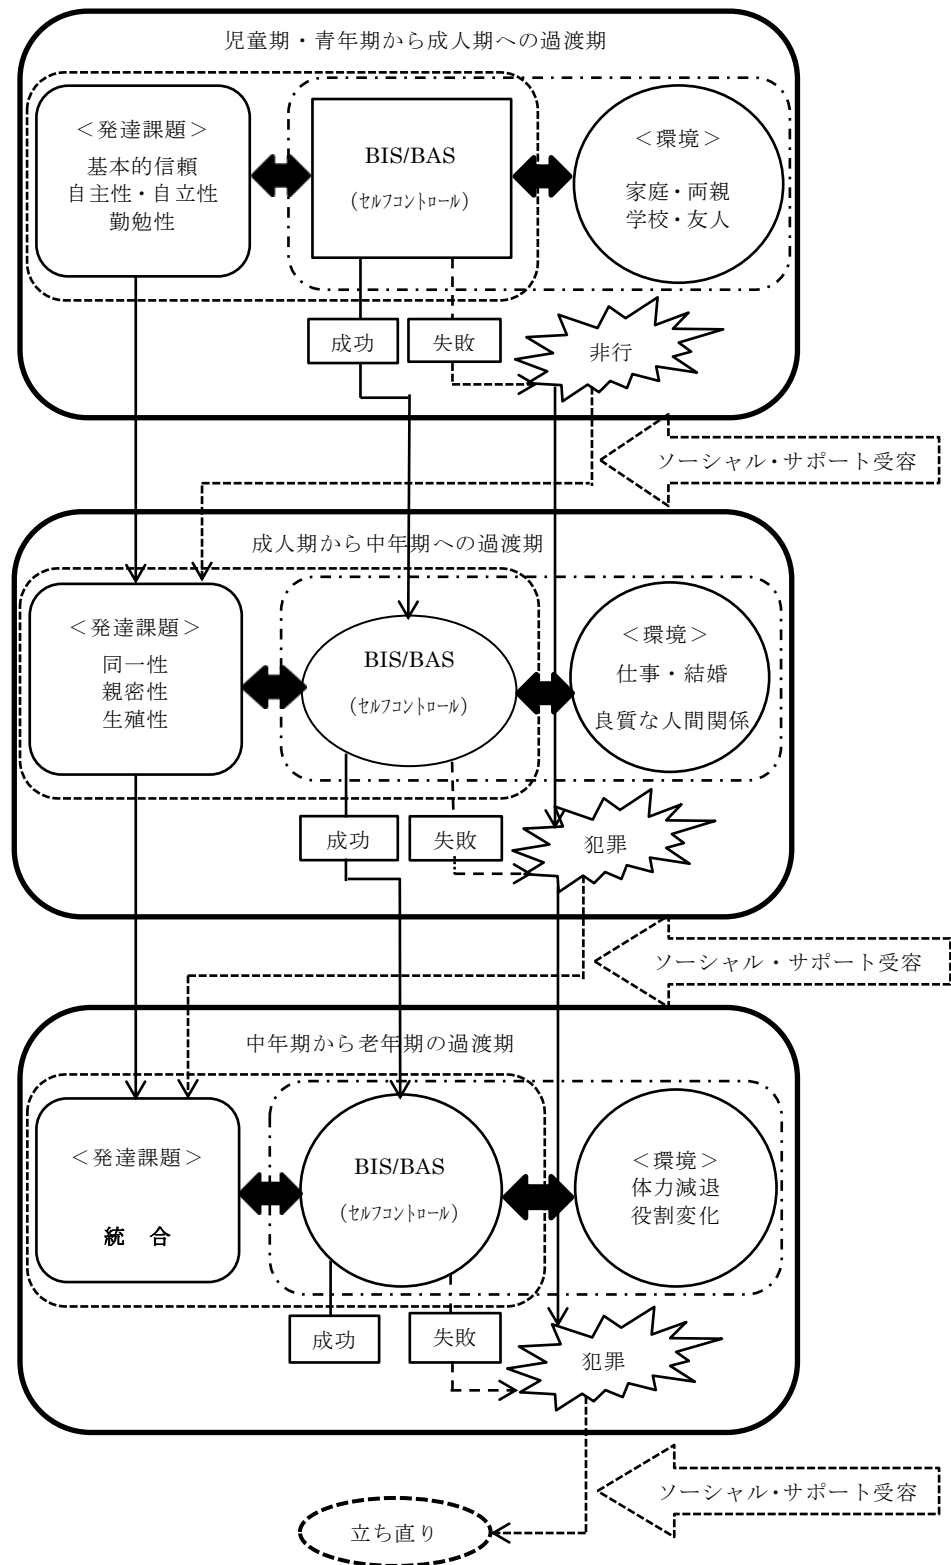 児童期・青年期から成人期への過渡期
＜発達課題＞
基本的信頼
自主性・自立性
勤勉性
BIS/BAS
(ｾﾙﾌｺﾝﾄﾛｰﾙ)
＜環境＞
家庭・両親
学校・友人
成功
失敗
非行
ソーシャル・サポート受容
成人期から中年期への過渡期
＜発達課題＞
同一性
親密性
生殖性
BIS/BAS
(ｾﾙﾌｺﾝﾄﾛｰﾙ)
＜環境＞
仕事・結婚
良質な人間関係
成功
失敗
犯罪
ソーシャル・サポート受容
中年期から老年期の過渡期
＜発達課題＞
統　合
BIS/BAS
(ｾﾙﾌｺﾝﾄﾛｰﾙ)
＜環境＞
体力減退
役割変化
成功
失敗
犯罪
ソーシャル・サポート受容
立ち直り